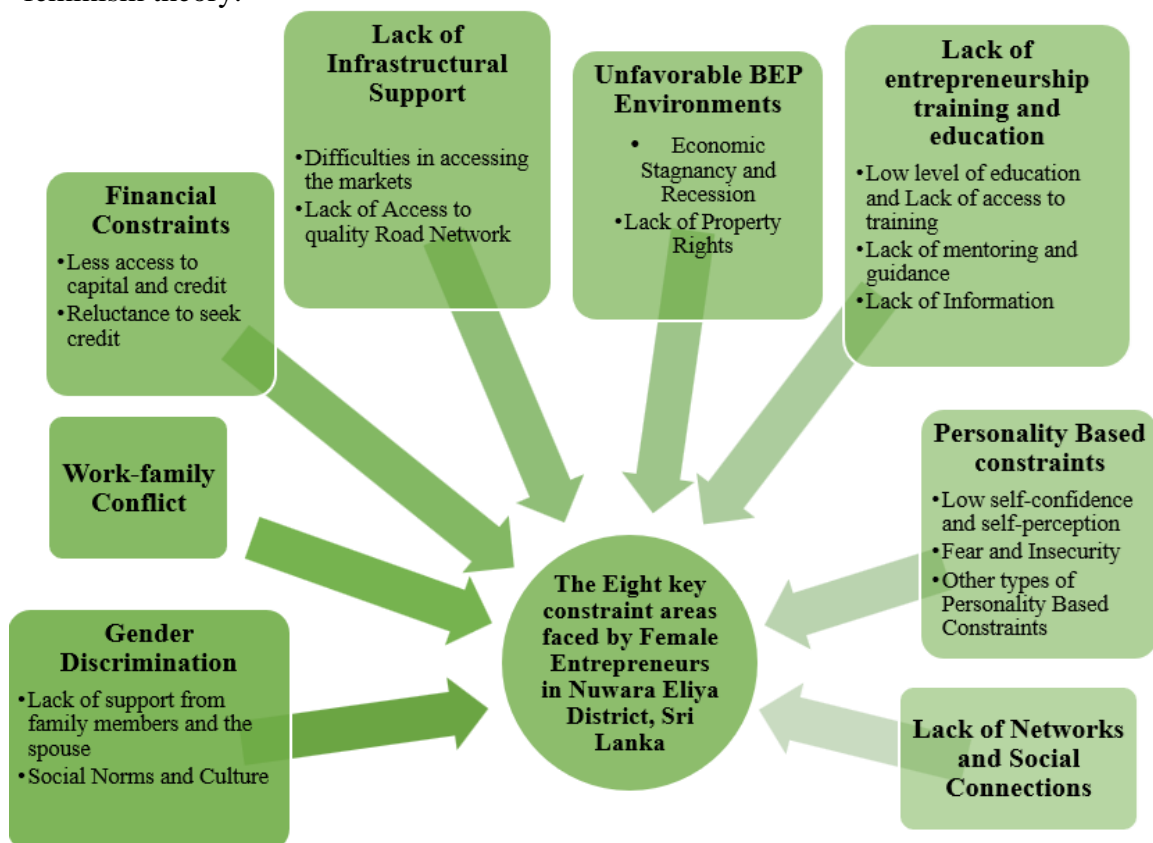 feminism theory.
Lack of
Infrastructural
Support
•Difficulties in accessing
the markets
•Lack of Access to
quality Road Network
Unfavorable BEP
Environments
• Economic
Stagnancy and
Recession
•Lack of Property
Rights
Lack of
entrepreneurship
training and
education
•Low level of education
and Lack of access to
training
•Lack of mentoring and
guidance
•Lack of Information
Financial
Constraints
•Less access to
capital and credit
•Reluctance to seek
credit
Work-family
Conflict
Gender
Discrimination
•Lack of support from
family members and the
spouse
•Social Norms and Culture
The Eight key
constraint areas
faced by Female
Entrepreneurs
in Nuwara Eliya
District, Sri
Lanka
Personality Based
constraints
•Low self-confidence
and self-perception
•Fear and Insecurity
•Other types of
Personality Based
Constraints
Lack of Networks
and Social
Connections